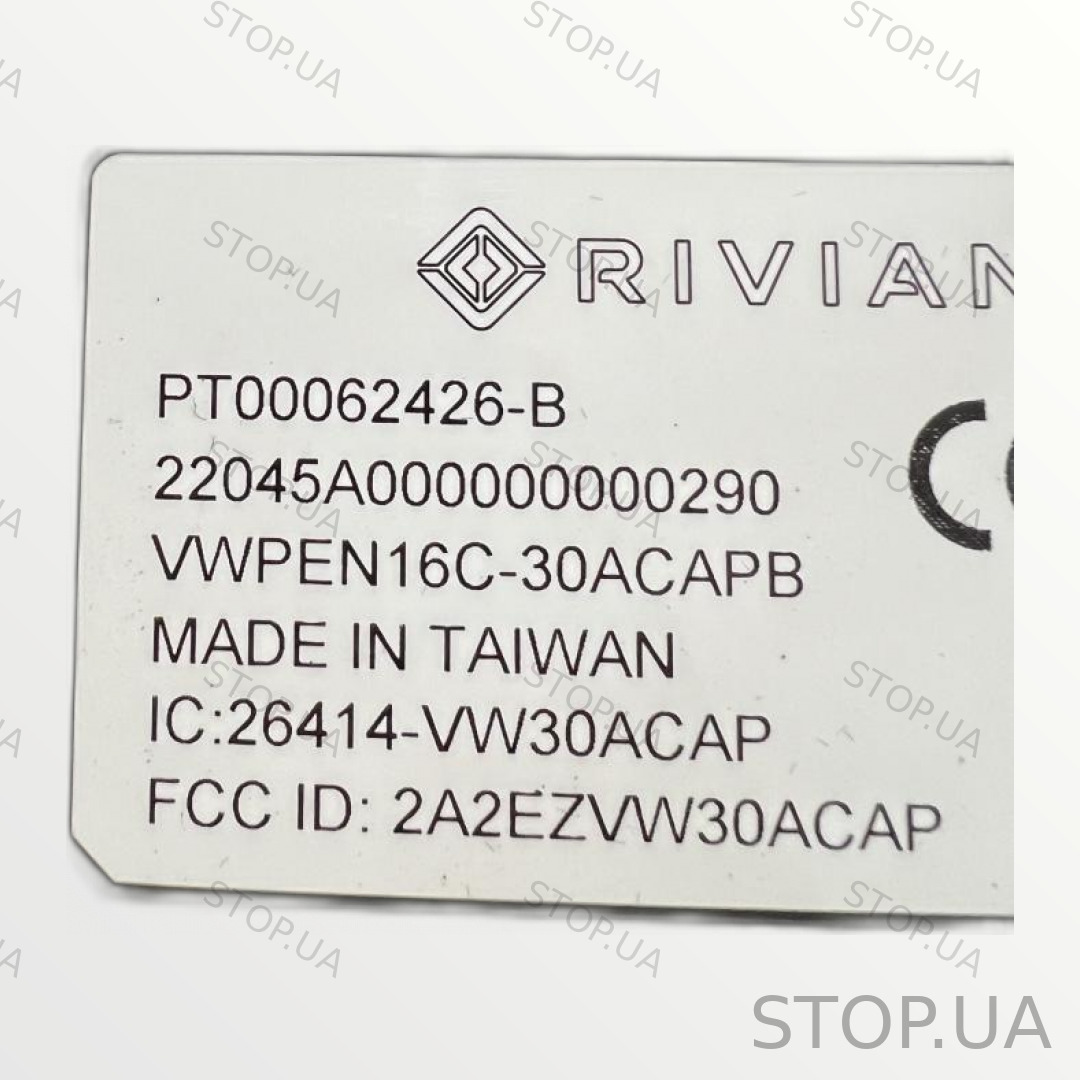 RIVIAN
PT00062426-B
22045A000000000290
VWPEN16C-30ACAPB
MADE IN TAIWAN
IC:26414-VW30ACAP
FCC ID: 2A2EZVW30ACAP
STOP.UA